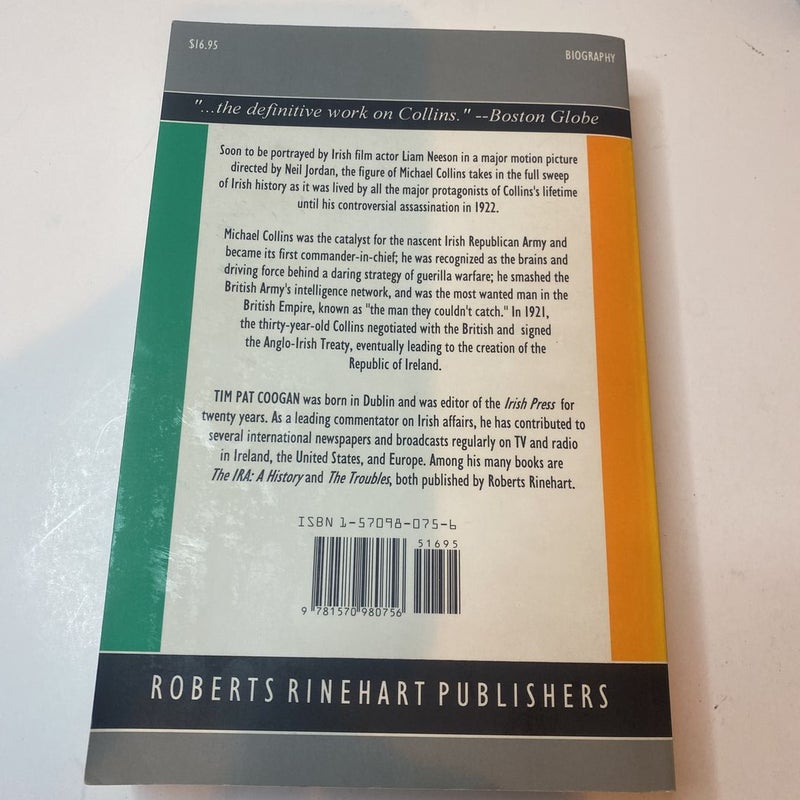 $16.95
BIOGRAPHY
"...the definitive work on Collins." --Boston Globe
Soon to be portrayed by Irish film actor Liam Neeson in a major motion picture
directed by Neil Jordan, the figure of Michael Collins takes in the full sweep
of Irish history as it was lived by all the major protagonists of Collins's lifetime
until his controversial assassination in 1922.
Michael Collins was the catalyst for the nascent Irish Republican Army and
became its first commander-in-chief; he was recognized as the brains and
driving force behind a daring strategy of guerilla warfare; he smashed the
British Army's intelligence network, and was the most wanted man in the
British Empire, known as "the man they couldn't catch." In 1921,
the thirty-year-old Collins negotiated with the British and signed
the Anglo-Irish Treaty, eventually leading to the creation of the
Republic of Ireland.
TIM PAT COOGAN was born in Dublin and was editor of the Irish Press for
twenty years. As a leading commentator on Irish affairs, he has contributed to
several international newspapers and broadcasts regularly on TV and radio
in Ireland, the United States, and Europe. Among his many books are
The IRA: A History and The Troubles, both published by Roberts Rinehart.
ISBN 1-57098-075-6
51695
9 781570 980756
ROBERTS RINEHART PUBLISHERS